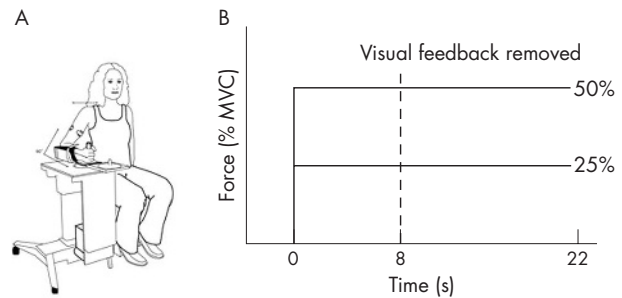 A
B
Visual feedback removed
50%
25%
Force (% MVC)
0
8
22
Time (s)